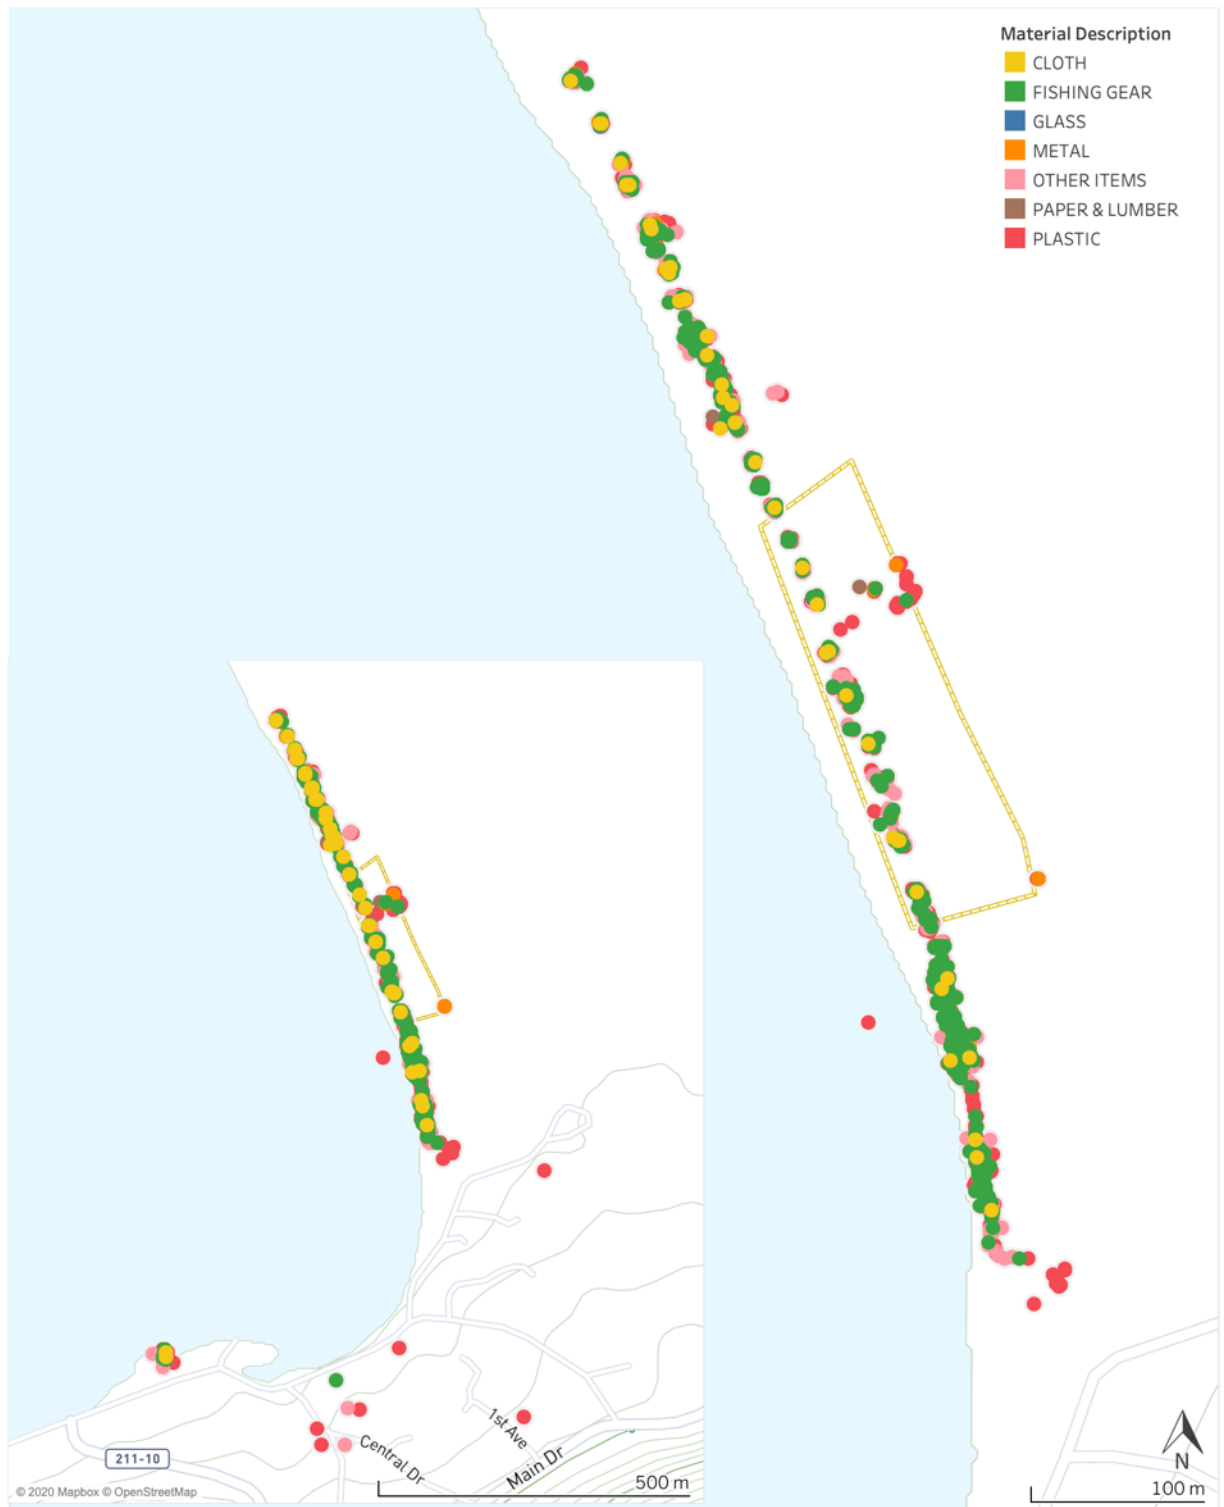 Material Description
CLOTH
FISHING GEAR
GLASS
METAL
OTHER ITEMS
PAPER & LUMBER
PLASTIC
1st Ave
Central Dr
Main Dr
211-10
500 m
© 2020 Mapbox © OpenStreetMap
N
100 m